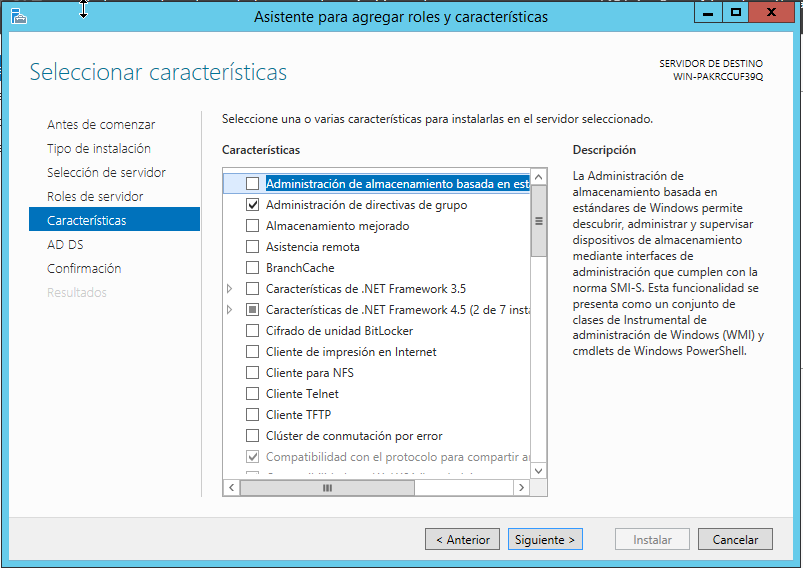 Asistente para agregar roles y características
Seleccionar características
SERVIDOR DE DESTINO
WIN-PAKRCCUF39Q
Antes de comenzar
Tipo de instalación
Selección de servidor
Roles de servidor
Características
AD DS
Confirmación
Resultados
Seleccione una o varias características para instalarlas en el servidor seleccionado.
Características
Administración de almacenamiento basada en est
Administración de directivas de grupo
Almacenamiento mejorado
Asistencia remota
BranchCache
Características de .NET Framework 3.5
Características de .NET Framework 4.5 (2 de 7 insta
Cifrado de unidad BitLocker
Cliente de impresión en Internet
Cliente para NFS
Cliente Telnet
Cliente TFTP
Clúster de conmutación por error
Compatibilidad con el protocolo para compartir ar
Descripción
La Administración de
almacenamiento basada en
estándares de Windows permite
descubrir, administrar y supervisar
dispositivos de almacenamiento
mediante interfaces de
administración que cumplen con la
norma SMI-S. Esta funcionalidad se
presenta como un conjunto de
clases de Instrumental de
administración de Windows (WMI) y
cmdlets de Windows PowerShell.
< Anterior
Siguiente >
Instalar
Cancelar